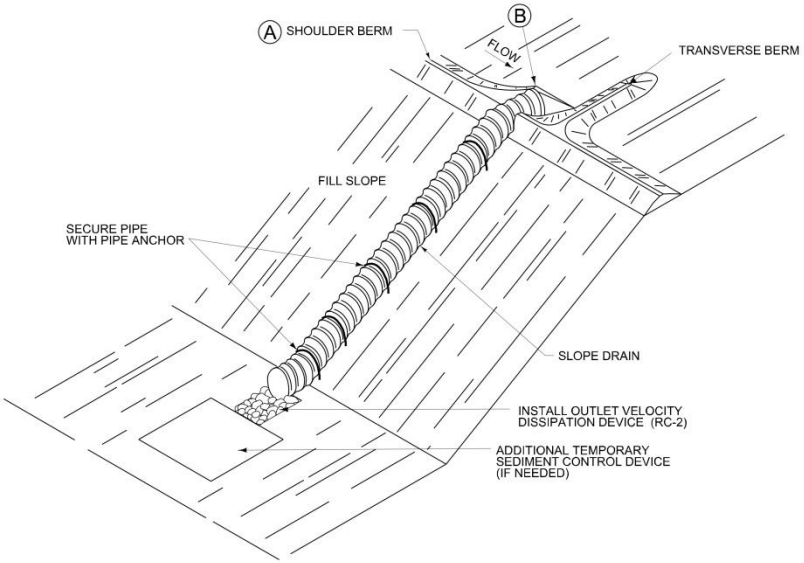 B
A SHOULDER BERM
FLOW
TRANSVERSE BERM
FILL SLOPE
SECURE PIPE
WITH PIPE ANCHOR
SLOPE DRAIN
INSTALL OUTLET VELOCITY
DISSIPATION DEVICE (RC-2)
ADDITIONAL TEMPORARY
SEDIMENT CONTROL DEVICE
(IF NEEDED)